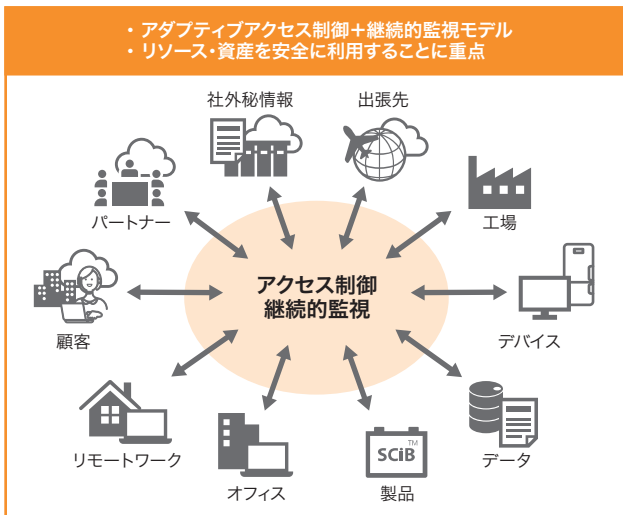 ・ アダプティブアクセス制御＋継続的監視モデル
・ リソース・資産を安全に利用することに重点
社外秘情報
出張先
パートナー
工場
アクセス制御
継続的監視
顧客
デバイス
リモートワーク
オフィス
SCiB™
製品
データ